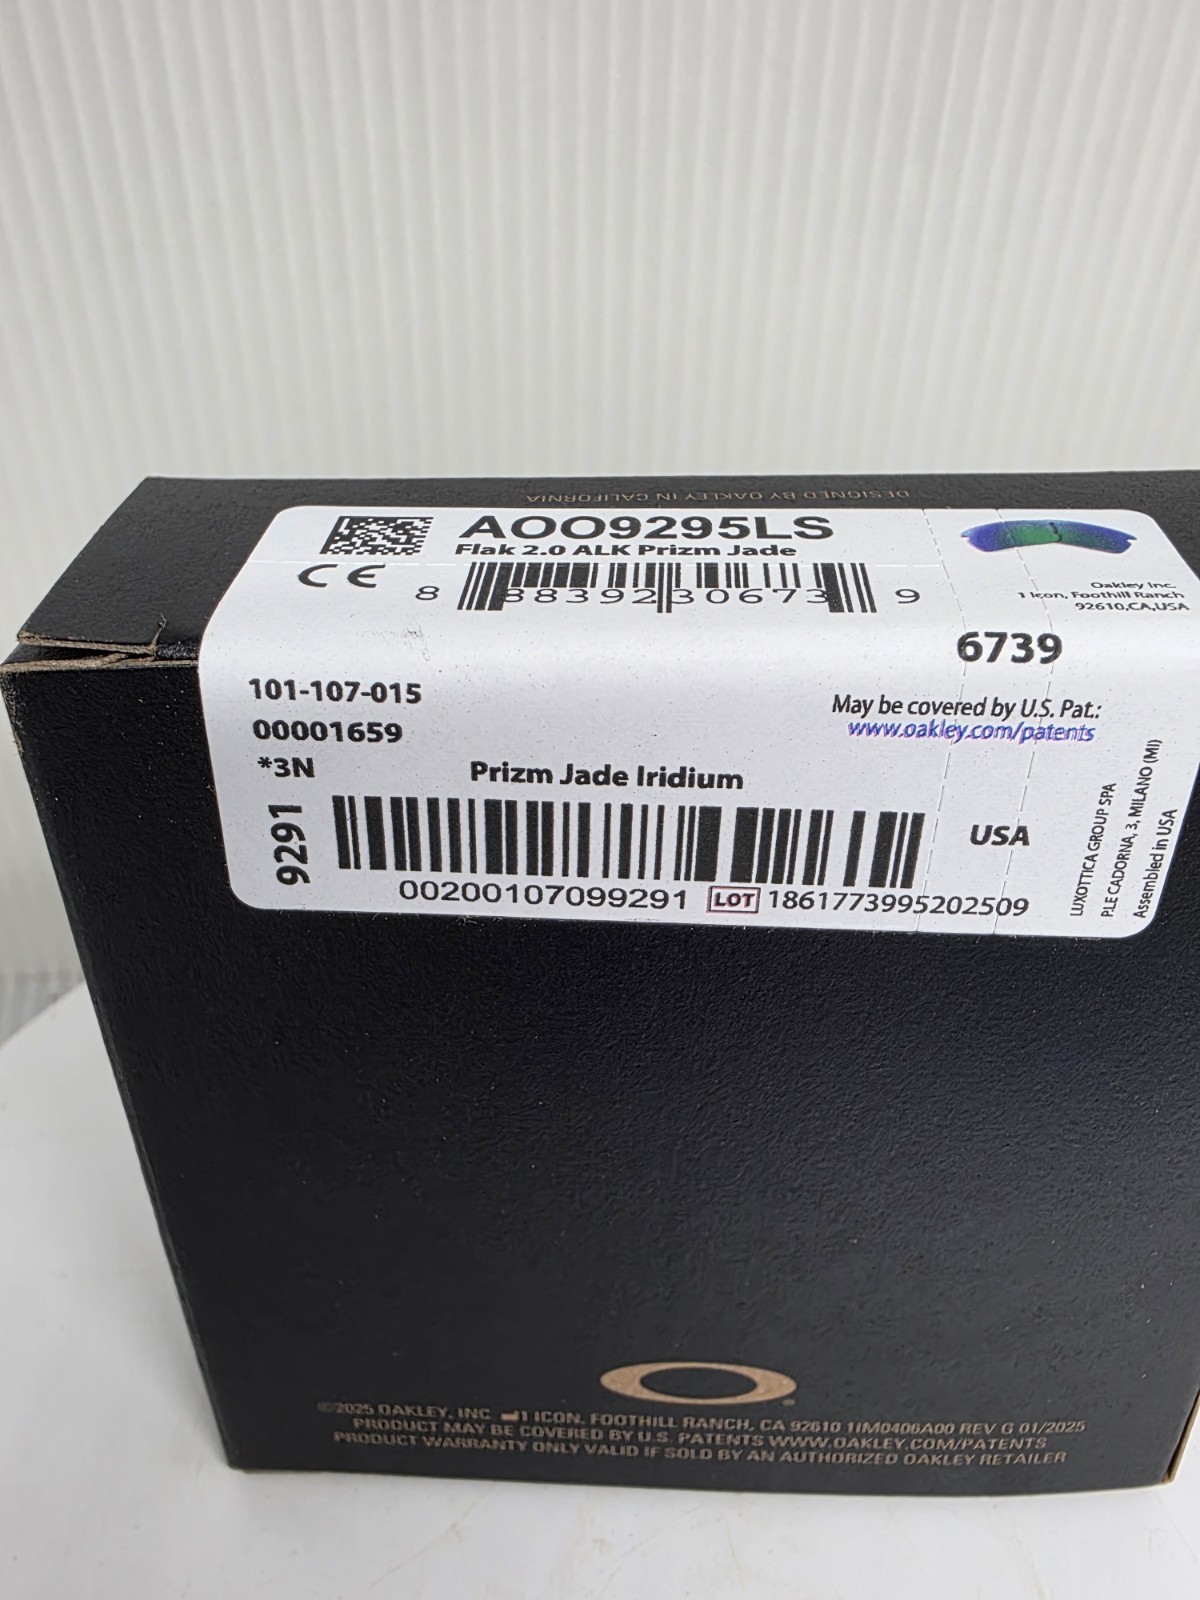 DESIGNED BY OAKLEY IN CALIFORNIA
AOO9295LS
Flak 2.0 ALK Prizm Jade
CE
8 88392 30673 9
Oakley Inc.
1 Icon, Foothill Ranch
92610,CA,USA
6739
101-107-015
00001659
*3N
May be covered by U.S. Pat.:
www.oakley.com/patents
Prizm Jade Iridium
9291
USA
00200107099291 LOT 1861773995202509
LUXOTTICA GROUP SPA
P.LE CADORNA, 3, MILANO (MI)
Assembled in USA
©2025 OAKLEY, INC 1 ICON, FOOTHILL RANCH, CA 92610 11M0406A00 REV G 01/2025
PRODUCT MAY BE COVERED BY U.S. PATENTS WWW.OAKLEY.COM/PATENTS
PRODUCT WARRANTY ONLY VALID IF SOLD BY AN AUTHORIZED OAKLEY RETAILER